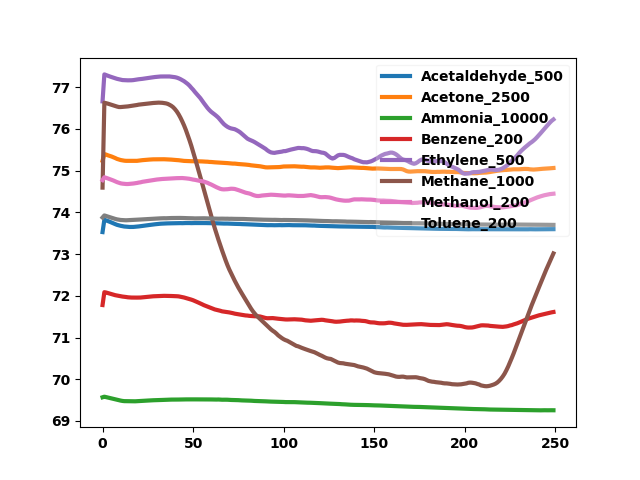 77
76
75
74
73
72
71
70
69
0 50 100 150 200 250
Acetaldehyde_500
Acetone_2500
Ammonia_10000
Benzene_200
Ethylene_500
Methane_1000
Methanol_200
Toluene_200